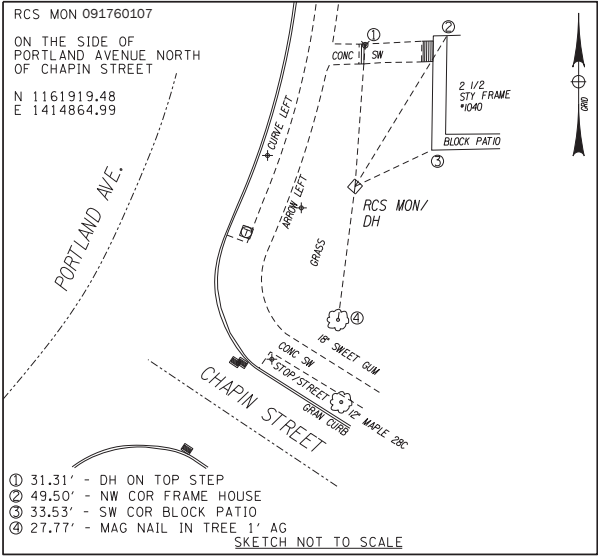 RCS MON 091760107
ON THE SIDE OF
PORTLAND AVENUE NORTH
OF CHAPIN STREET
N 1161919.48
E 1414864.99
①
②
CONC SW
2 1/2
STY FRAME
#1040
GRID
CURVE LEFT
BLOCK PATIO
③
PORTLAND AVE.
ARROW LEFT
RCS MON/
DH
GRASS
④
18" SWEET GUM
CONC SW
STOP/STREET
CHAPIN STREET
12" MAPLE 28C
GRAN CURB
① 31.31' - DH ON TOP STEP
② 49.50' - NW COR FRAME HOUSE
③ 33.53' - SW COR BLOCK PATIO
④ 27.77' - MAG NAIL IN TREE 1' AG
SKETCH NOT TO SCALE